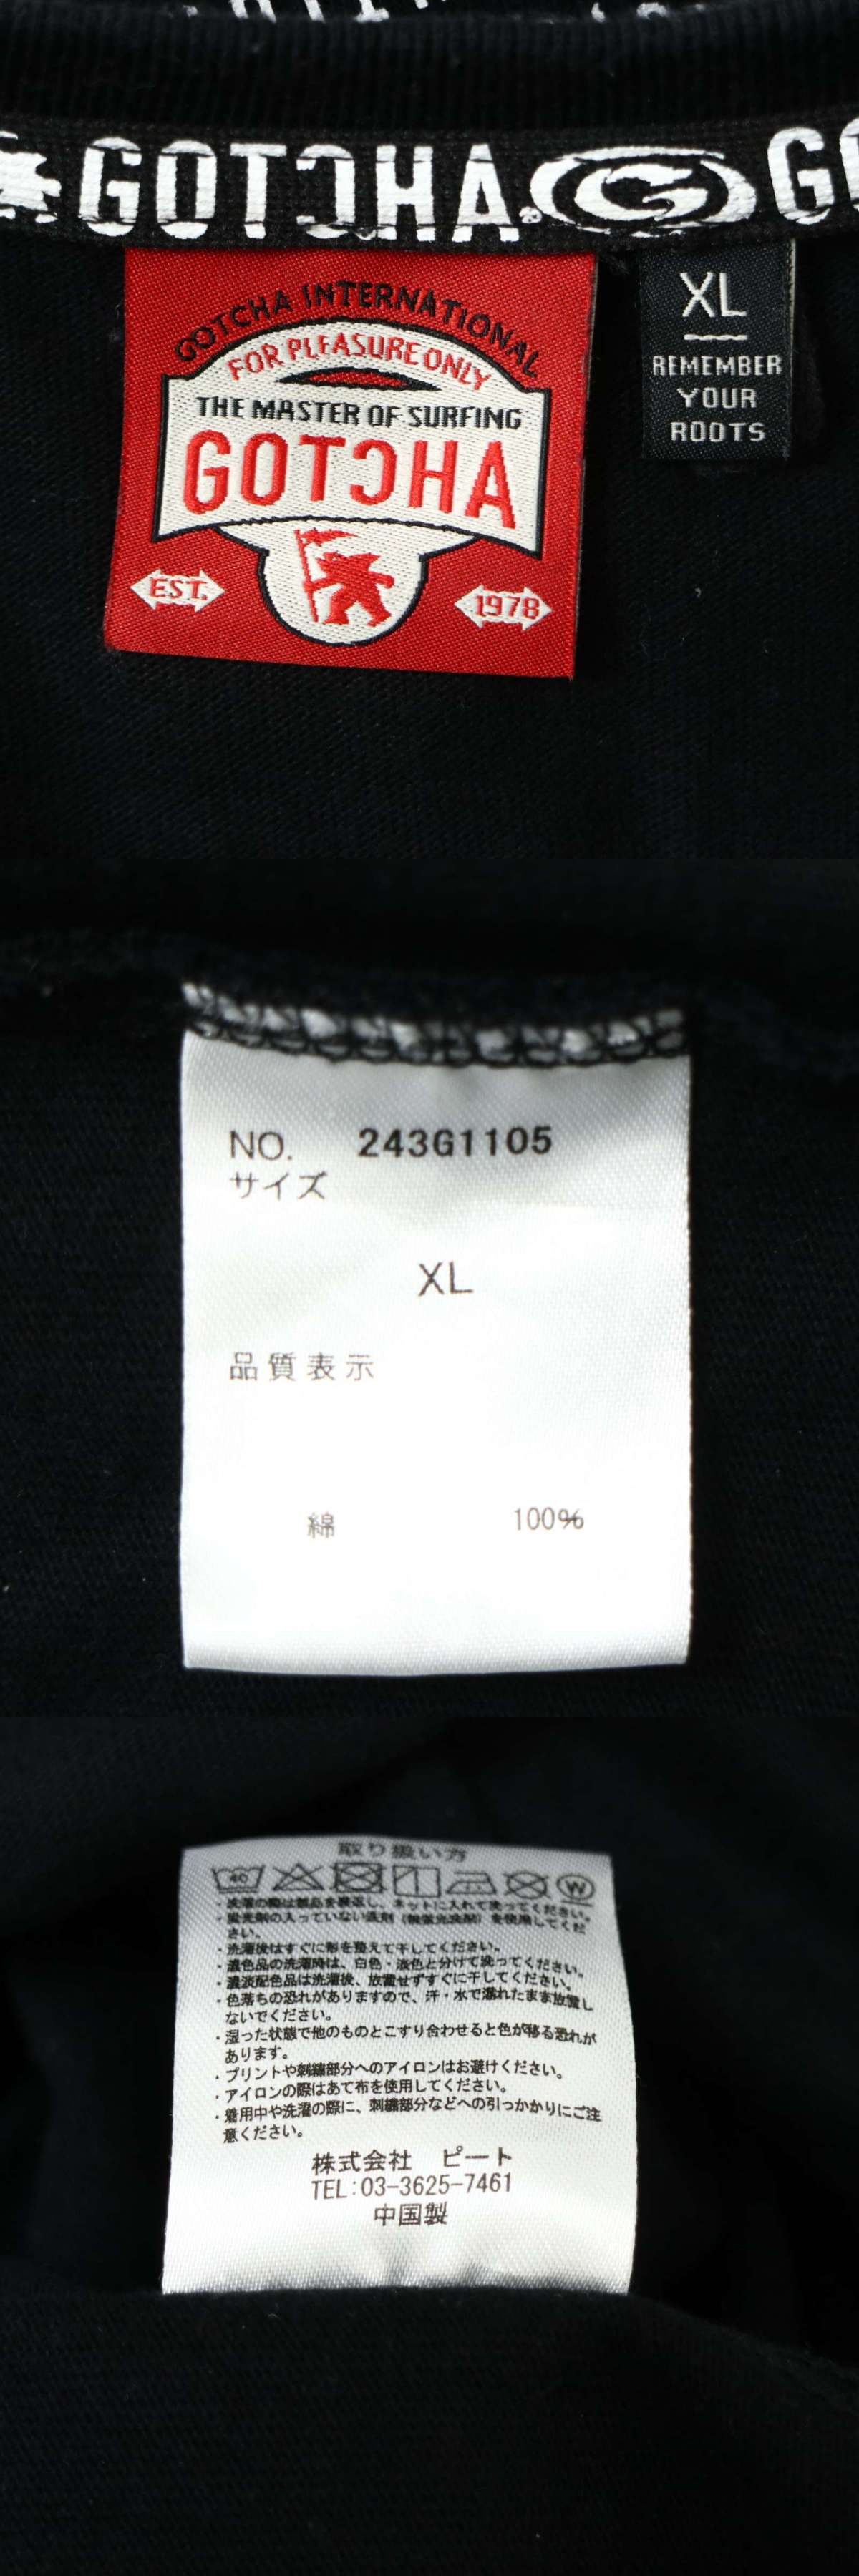 GOTCHA G GO
GOTCHA INTERNATIONAL
FOR PLEASURE ONLY
THE MASTER OF SURFING
GOTCHA
EST. 1978
XL
REMEMBER
YOUR
ROOTS
NO. 243G1105
サイズ
XL
品質表示
綿 100%
取り扱い方
40 W
・洗濯の際は製品を裏返し、ネットに入れて洗ってください。
・蛍光剤の入っていない洗剤（無蛍光洗剤）を使用してくだ
さい。
・洗濯後はすぐに形を整えて干してください。
・濃色品の洗濯時は、白色・淡色と分けて洗ってください。
・濃淡配色品は洗濯後、放置せずすぐに干してください。
・色落ちの恐れがありますので、汗・水で濡れたまま放置し
ないでください。
・湿った状態で他のものとこすり合わせると色が移る恐れが
あります。
・プリントや刺繍部分へのアイロンはお避けください。
・アイロンの際はあて布を使用してください。
・着用中や洗濯の際に、刺繍部分などへの引っかかりにご注
意ください。
株式会社 ピート
TEL:03-3625-7461
中国製